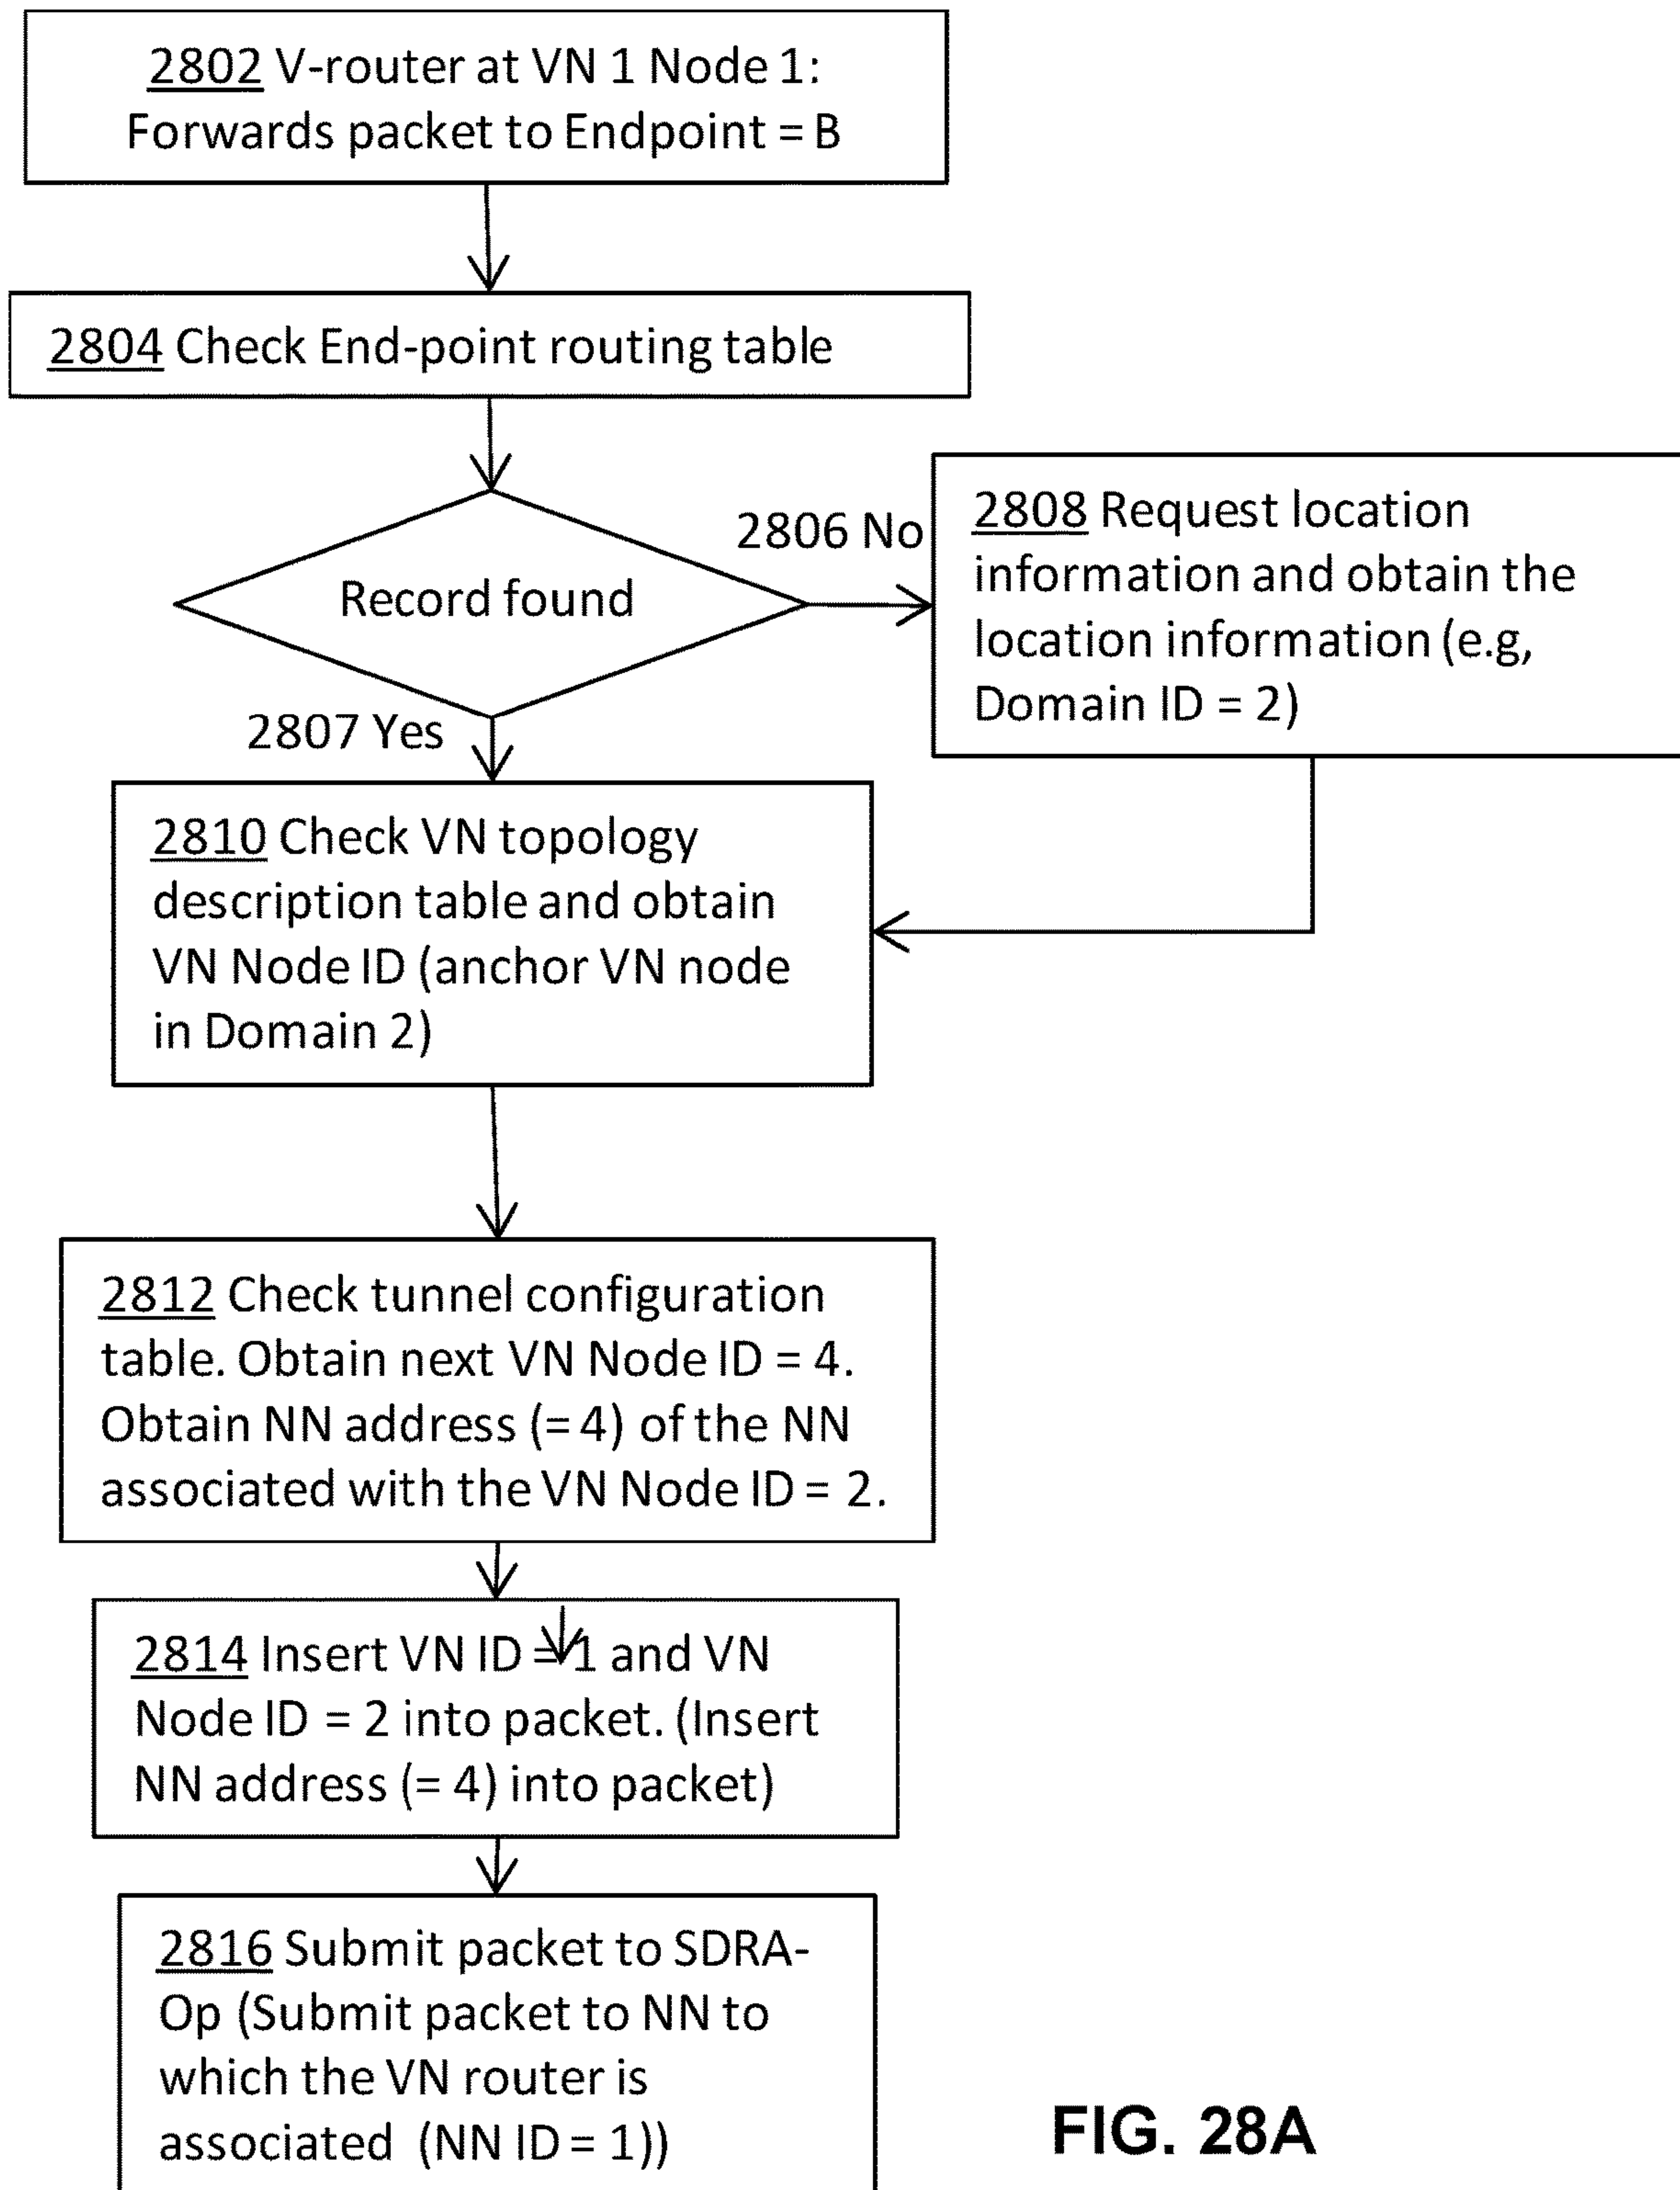 2802 V-router at VN 1 Node 1:
Forwards packet to Endpoint = B
2804 Check End-point routing table
Record found
2806 No
2808 Request location
information and obtain the
location information (e.g,
Domain ID = 2)
2807 Yes
2810 Check VN topology
description table and obtain
VN Node ID (anchor VN node
in Domain 2)
2812 Check tunnel configuration
table. Obtain next VN Node ID = 4.
Obtain NN address (= 4) of the NN
associated with the VN Node ID = 2.
2814 Insert VN ID = 1 and VN
Node ID = 2 into packet. (Insert
NN address (= 4) into packet)
2816 Submit packet to SDRA-
Op (Submit packet to NN to
which the VN router is
associated (NN ID = 1))
FIG. 28A